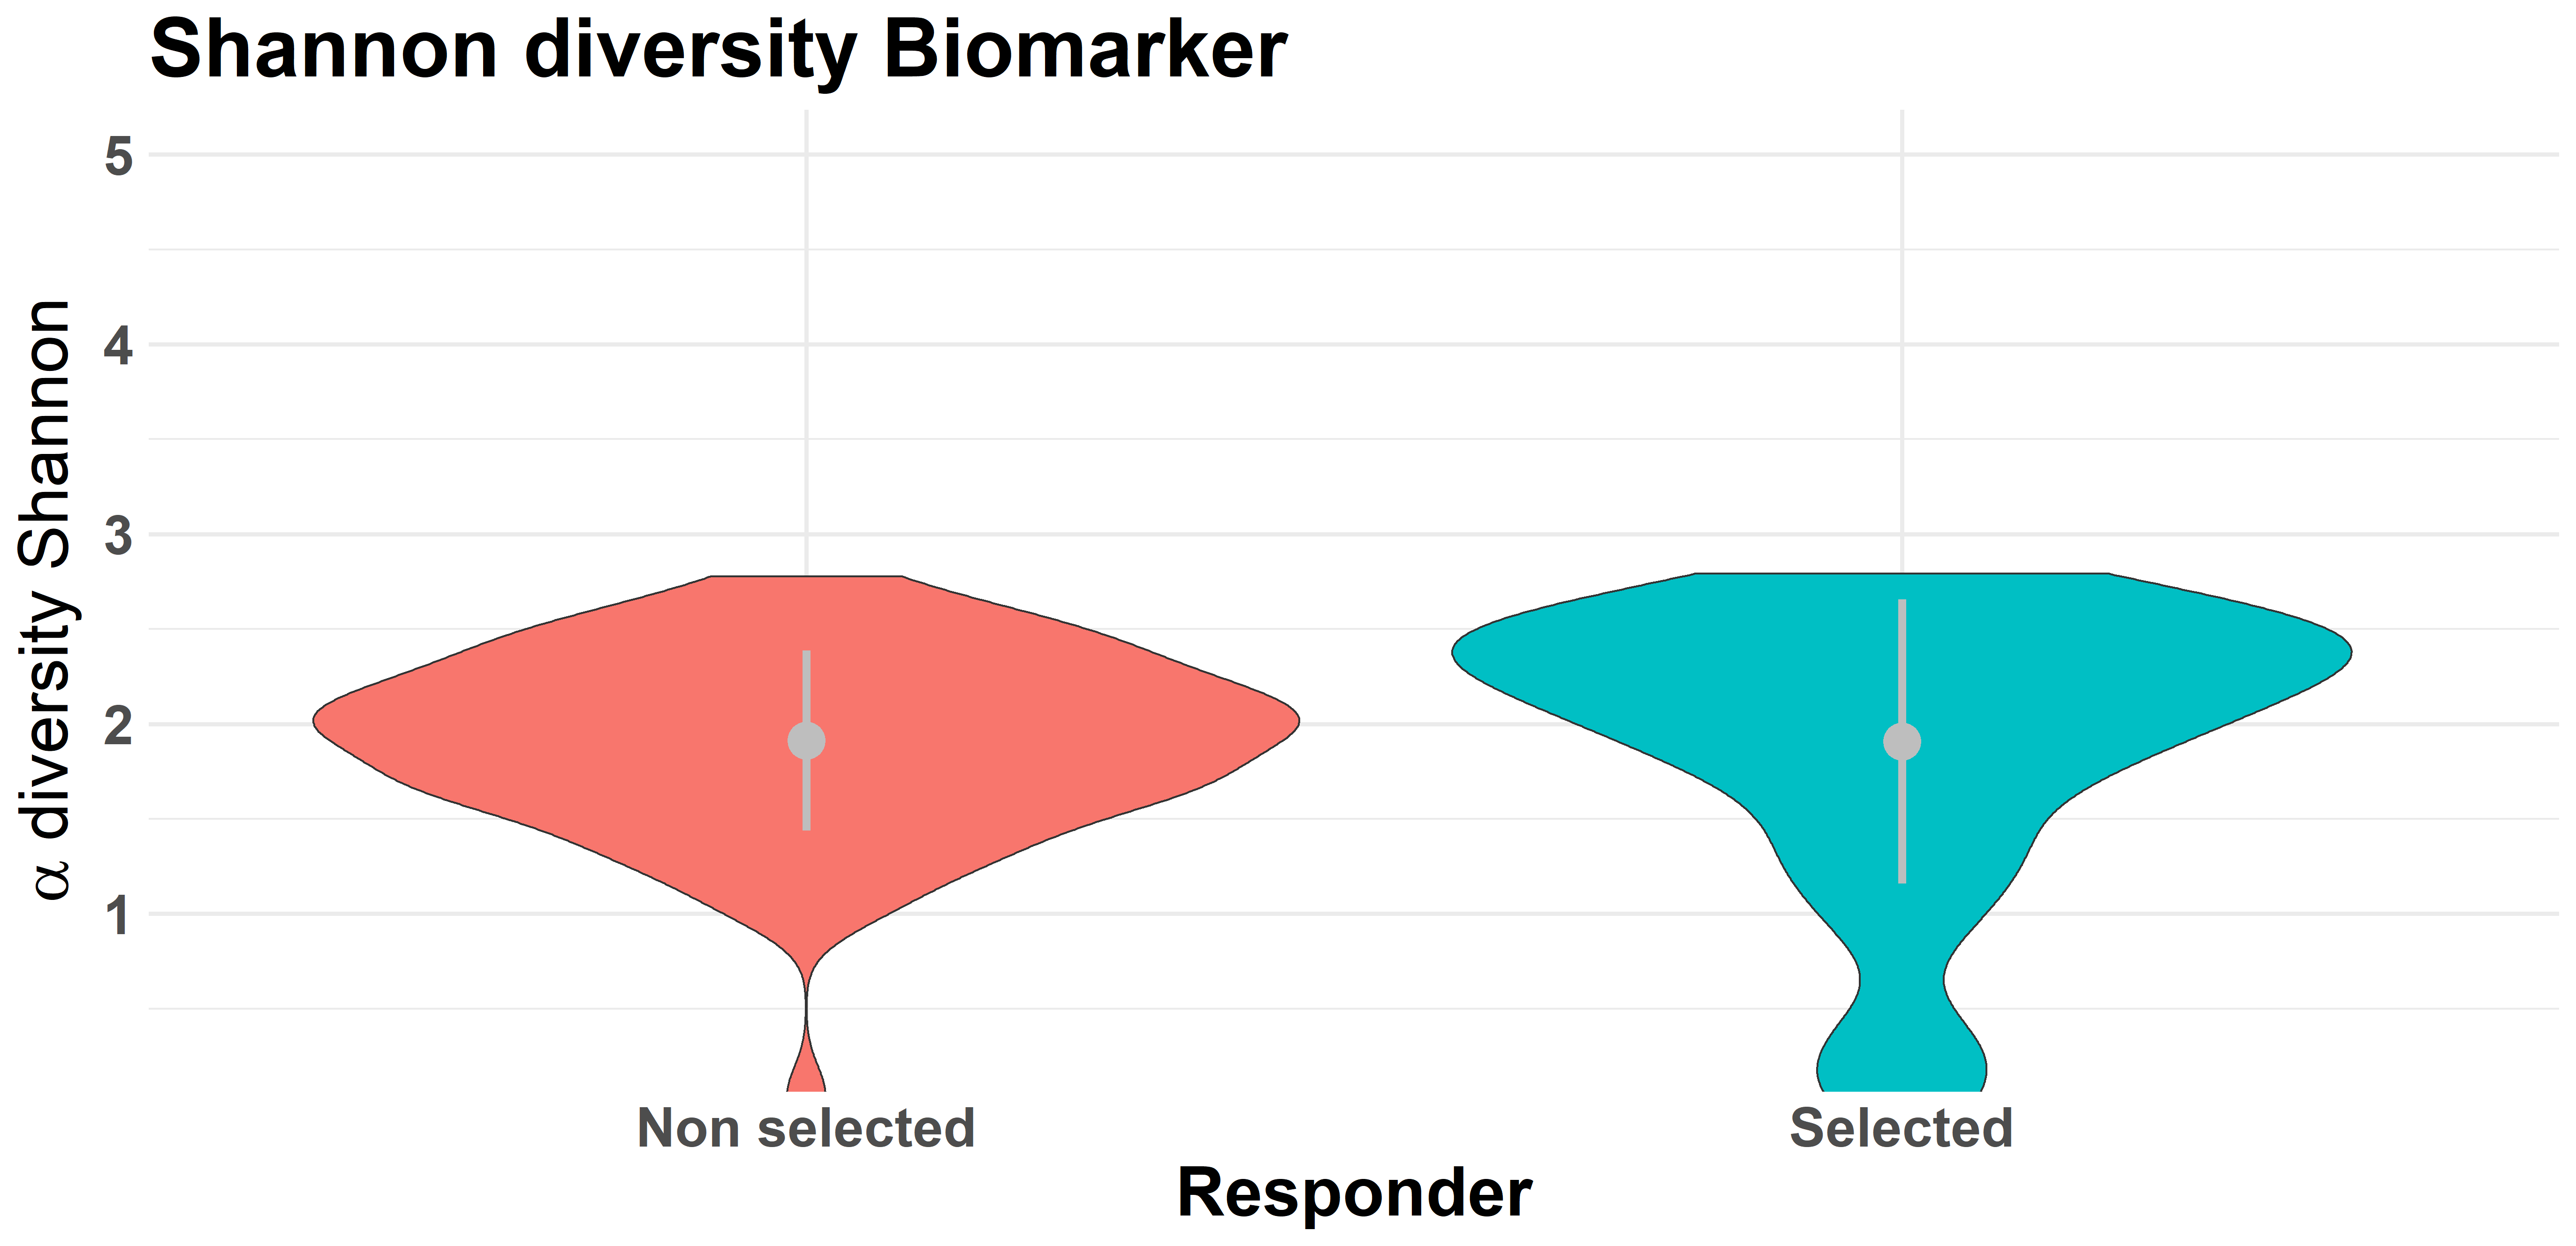 Shannon diversity Biomarker
α diversity Shannon
5
4
3
2
1
Non selected
Selected
Responder